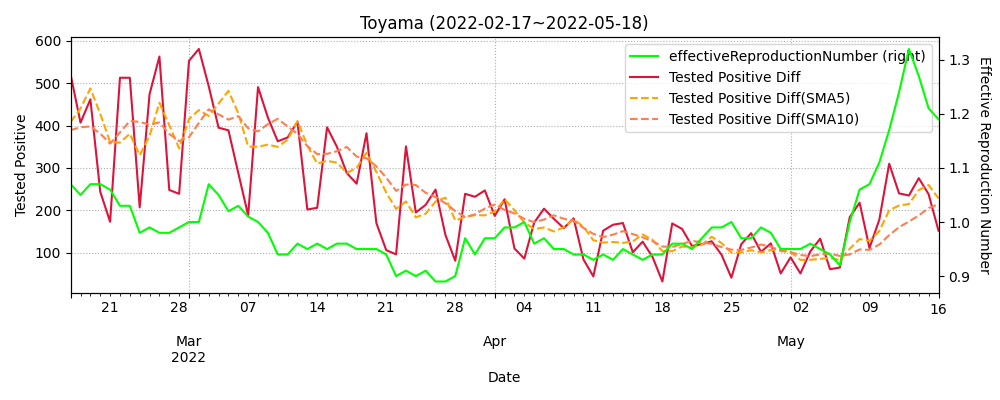 Toyama (2022-02-17~2022-05-18)
effectiveReproductionNumber (right)
Tested Positive Diff
Tested Positive Diff(SMA5)
Tested Positive Diff(SMA10)
Tested Positive
600
500
400
300
200
100
1.3
1.2
1.1
1.0
0.9
Effective Reproduction Number
21 28 07 14 21 28 04 11 18 25 02 09 16
Mar Apr May
2022
Date